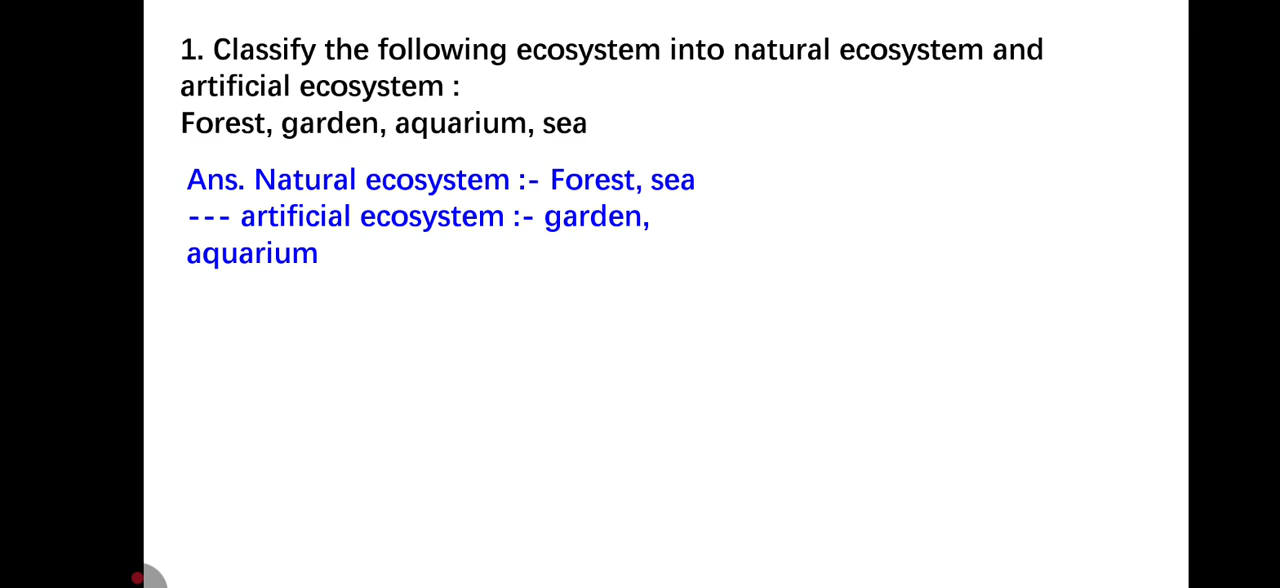 1. Classify the following ecosystem into natural ecosystem and
artificial ecosystem :
Forest, garden, aquarium, sea
Ans. Natural ecosystem :- Forest, sea
--- artificial ecosystem :- garden,
aquarium